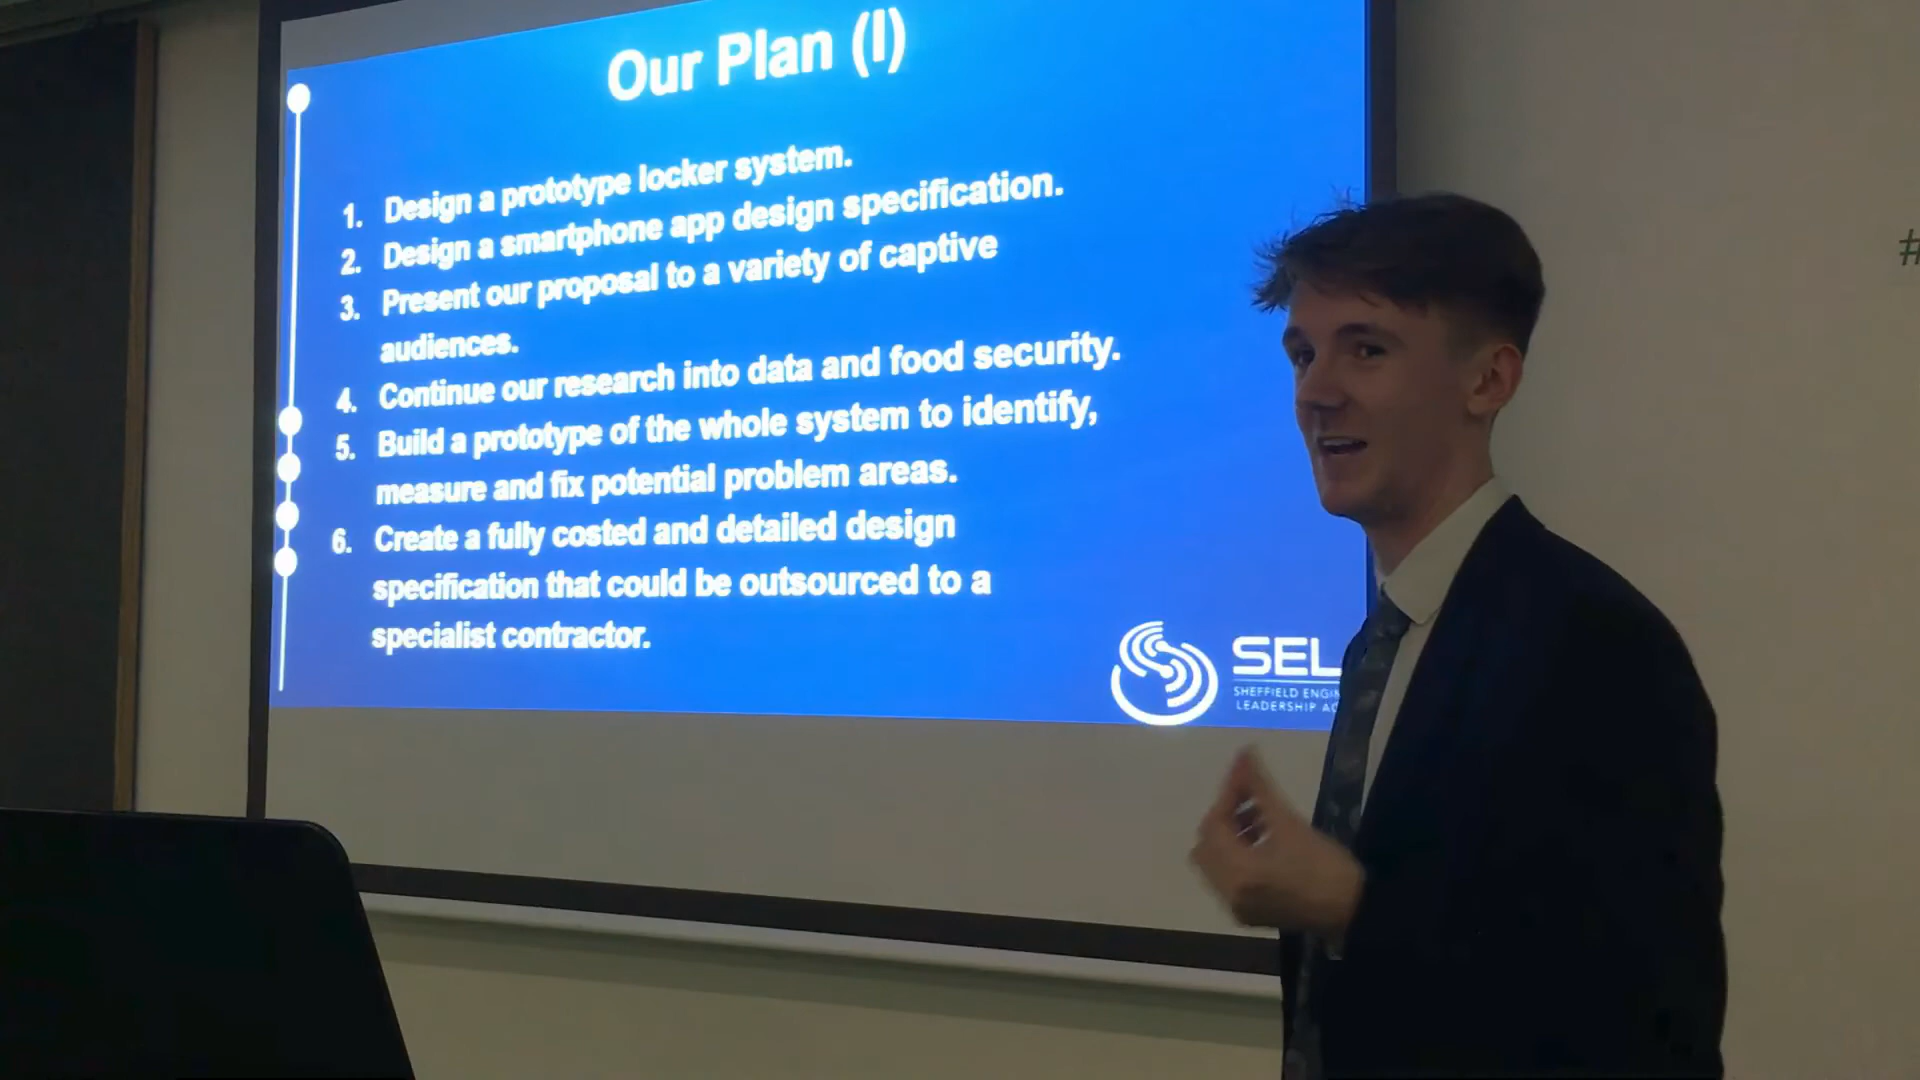 Our Plan (I)
1. Design a prototype locker system.
2. Design a smartphone app design specification.
3. Present our proposal to a variety of captive
audiences.
4. Continue our research into data and food security.
5. Build a prototype of the whole system to identify,
measure and fix potential problem areas.
6. Create a fully costed and detailed design
specification that could be outsourced to a
specialist contractor.
SEL
SHEFFIELD
LEADERSHIP
#